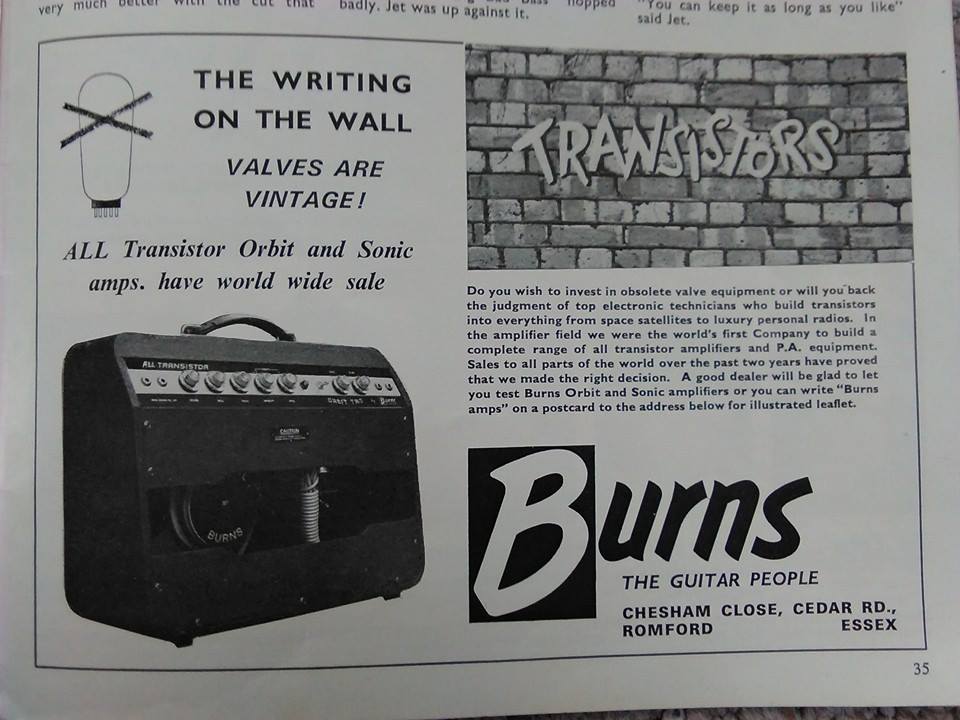 very much better with the cut that
badly. Jet was up against it.
"You can keep it as long as you like"
said Jet.
THE WRITING
ON THE WALL
VALVES ARE
VINTAGE!
ALL Transistor Orbit and Sonic
amps. have world wide sale
ALL TRANSISTOR
Burns
CAUTION
BURNS
TRANSISTORS
Do you wish to invest in obsolete valve equipment or will you back
the judgment of top electronic technicians who build transistors
into everything from space satellites to luxury personal radios. In
the amplifier field we were the world's first Company to build a
complete range of all transistor amplifiers and P.A. equipment.
Sales to all parts of the world over the past two years have proved
that we made the right decision. A good dealer will be glad to let
you test Burns Orbit and Sonic amplifiers or you can write "Burns
amps" on a postcard to the address below for illustrated leaflet.
Burns
THE GUITAR PEOPLE
CHESHAM CLOSE, CEDAR RD.,
ROMFORD ESSEX
35